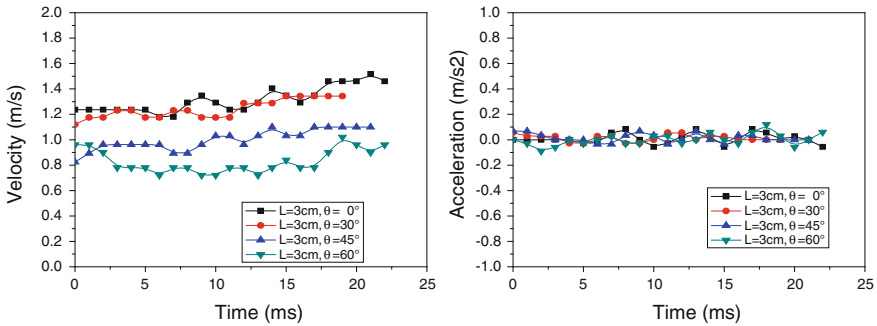 2.0
1.8
1.6
1.4
1.2
1.0
0.8
0.6
0.4
0.2
0.0
Velocity (m/s)
L=3cm, θ= 0°
L=3cm, θ=30°
L=3cm, θ=45°
L=3cm, θ=60°
0 5 10 15 20 25
Time (ms)
1.0
0.8
0.6
0.4
0.2
0.0
-0.2
-0.4
-0.6
-0.8
-1.0
Acceleration (m/s2)
L=3cm, θ= 0°
L=3cm, θ=30°
L=3cm, θ=45°
L=3cm, θ=60°
0 5 10 15 20 25
Time (ms)